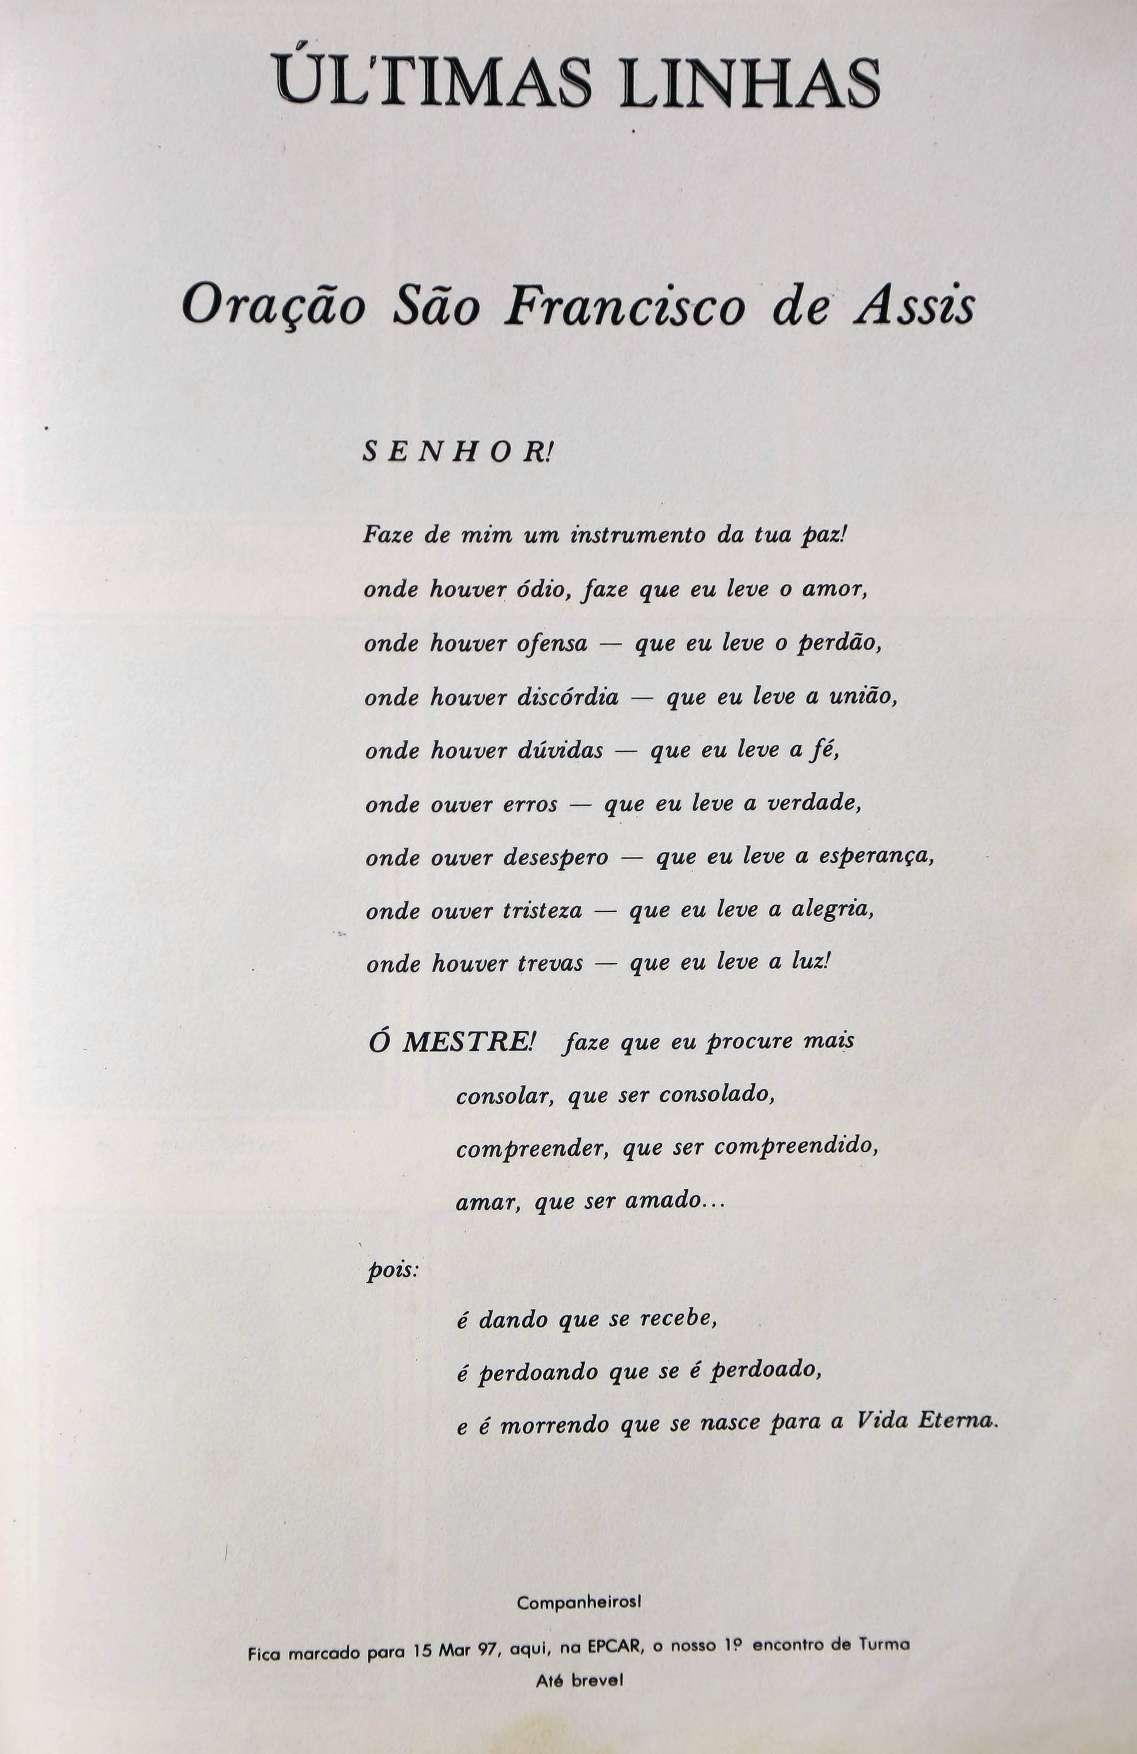 ÚLTIMAS LINHAS
Oração São Francisco de Assis
SENHOR!
Faze de mim um instrumento da tua paz!
onde houver ódio, faze que eu leve o amor,
onde houver ofensa — que eu leve o perdão,
onde houver discórdia — que eu leve a união,
onde houver dúvidas — que eu leve a fé,
onde ouver erros — que eu leve a verdade,
onde ouver desespero — que eu leve a esperança,
onde ouver tristeza — que eu leve a alegria,
onde houver trevas — que eu leve a luz!
Ó MESTRE! faze que eu procure mais
consolar, que ser consolado,
compreender, que ser compreendido,
amar, que ser amado...
pois:
é dando que se recebe,
é perdoando que se é perdoado,
e é morrendo que se nasce para a Vida Eterna.
Companheiros!
Fica marcado para 15 Mar 97, aqui, na EPCAR, o nosso 1º encontro de Turma
Até breve!